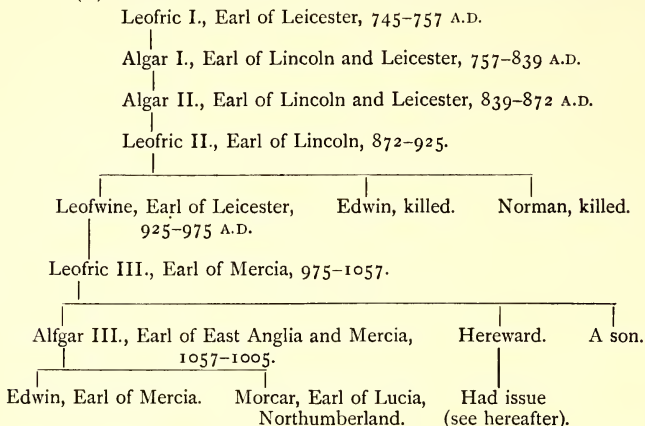 Leofric I., Earl of Leicester, 745–757 A.D.
Algar I., Earl of Lincoln and Leicester, 757–839 A.D.
Algar II., Earl of Lincoln and Leicester, 839–872 A.D.
Leofric II., Earl of Lincoln, 872–925.
Leofwine, Earl of Leicester, Edwin, killed. Norman, killed.
925–975 A.D.
Leofric III., Earl of Mercia, 975–1057.
Alfgar III., Earl of East Anglia and Mercia, Hereward. A son.
1057–1005.
Edwin, Earl of Mercia. Morcar, Earl of Lucia, Had issue
Northumberland. (see hereafter).